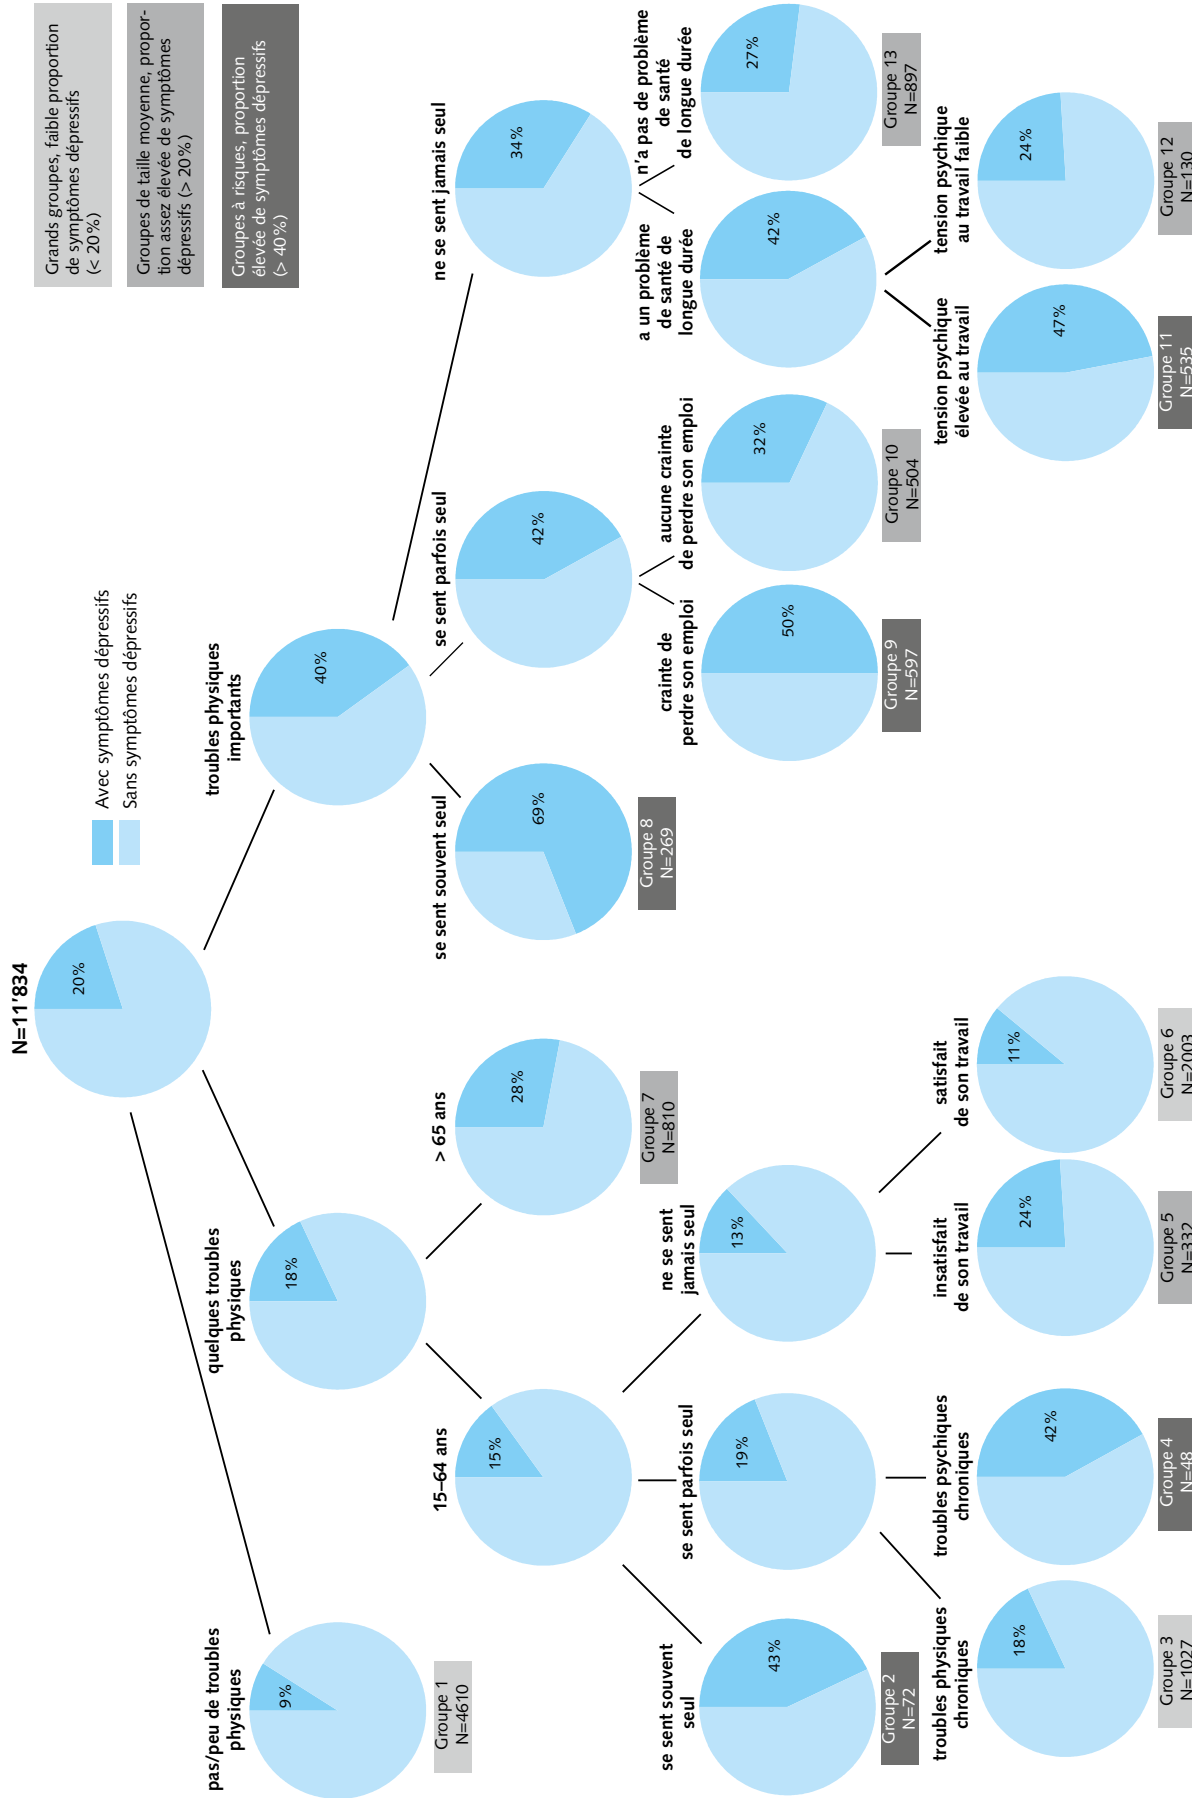 N=11’834
20%
Avec symptômes dépressifs
Sans symptômes dépressifs
Grands groupes, faible proportion
de symptômes dépressifs
(< 20%)
Groupes de taille moyenne, propor-
tion assez élevée de symptômes
dépressifs (> 20%)
Groupes à risques, proportion
élevée de symptômes dépressifs
(> 40%)
pas/peu de troubles
physiques
9%
Groupe 1
N=4610
quelques troubles
physiques
18%
troubles physiques
importants
40%
15–64 ans
15%
> 65 ans
28%
Groupe 7
N=810
se sent souvent seul
69%
Groupe 8
N=269
se sent parfois seul
42%
ne se sent jamais seul
34%
se sent souvent
seul
43%
Groupe 2
N=72
se sent parfois seul
19%
ne se sent
jamais seul
13%
crainte de
perdre son emploi
50%
Groupe 9
N=597
aucune crainte
de perdre son emploi
32%
Groupe 10
N=504
a un problème
de santé de
longue durée
42%
n’a pas de problème
de santé
de longue durée
27%
Groupe 13
N=897
troubles physiques
chroniques
18%
Groupe 3
N=1027
troubles psychiques
chroniques
42%
Groupe 4
N=48
insatisfait
de son travail
24%
Groupe 5
N=332
satisfait
de son travail
11%
Groupe 6
N=2003
tension psychique
élevée au travail
47%
Groupe 11
N=535
tension psychique
au travail faible
24%
Groupe 12
N=130